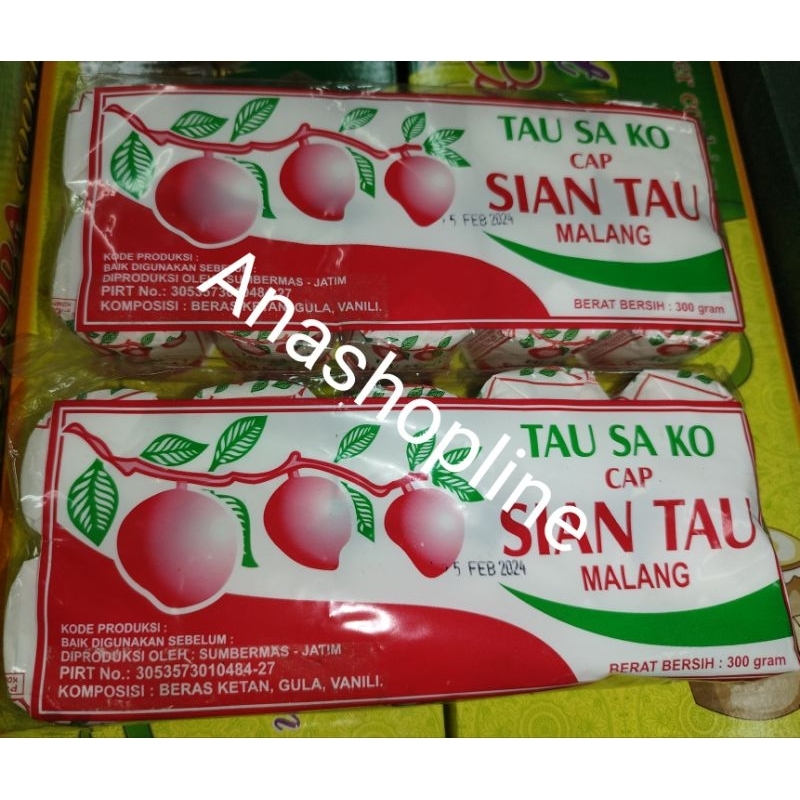 TAU SA KO
CAP
SIAN TAU
MALANG
5 FEB 2024
KODE PRODUKSI :
BAIK DIGUNAKAN SEBELUM :
DIPRODUKSI OLEH : SUMBERMAS - JATIM
PIRT No.: 3053573010484-27
KOMPOSISI : BERAS KETAN, GULA, VANILI.
BERAT BERSIH : 300 gram
Anashopline
TAU SA KO
CAP
SIAN TAU
MALANG
5 FEB 2024
KODE PRODUKSI :
BAIK DIGUNAKAN SEBELUM :
DIPRODUKSI OLEH : SUMBERMAS - JATIM
PIRT No.: 3053573010484-27
KOMPOSISI : BERAS KETAN, GULA, VANILI.
BERAT BERSIH : 300 gram